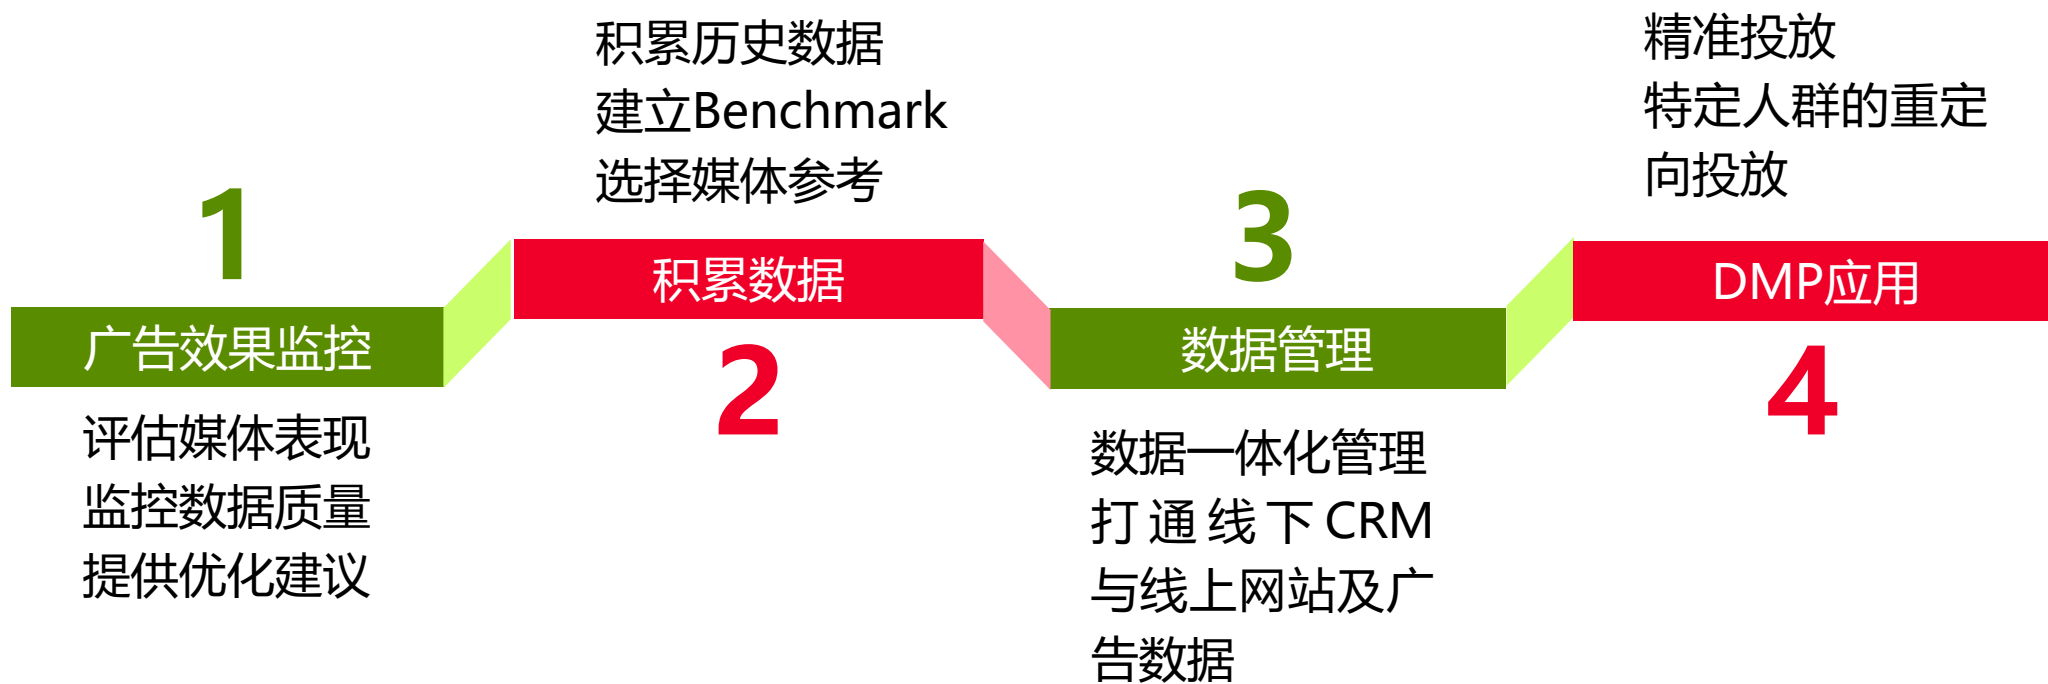 1
广告效果监控
评估媒体表现
监控数据质量
提供优化建议
积累历史数据
建立Benchmark
选择媒体参考
积累数据
2
3
数据管理
数据一体化管理
打通线下CRM
与线上网站及广
告数据
精准投放
特定人群的重定
向投放
DMP应用
4